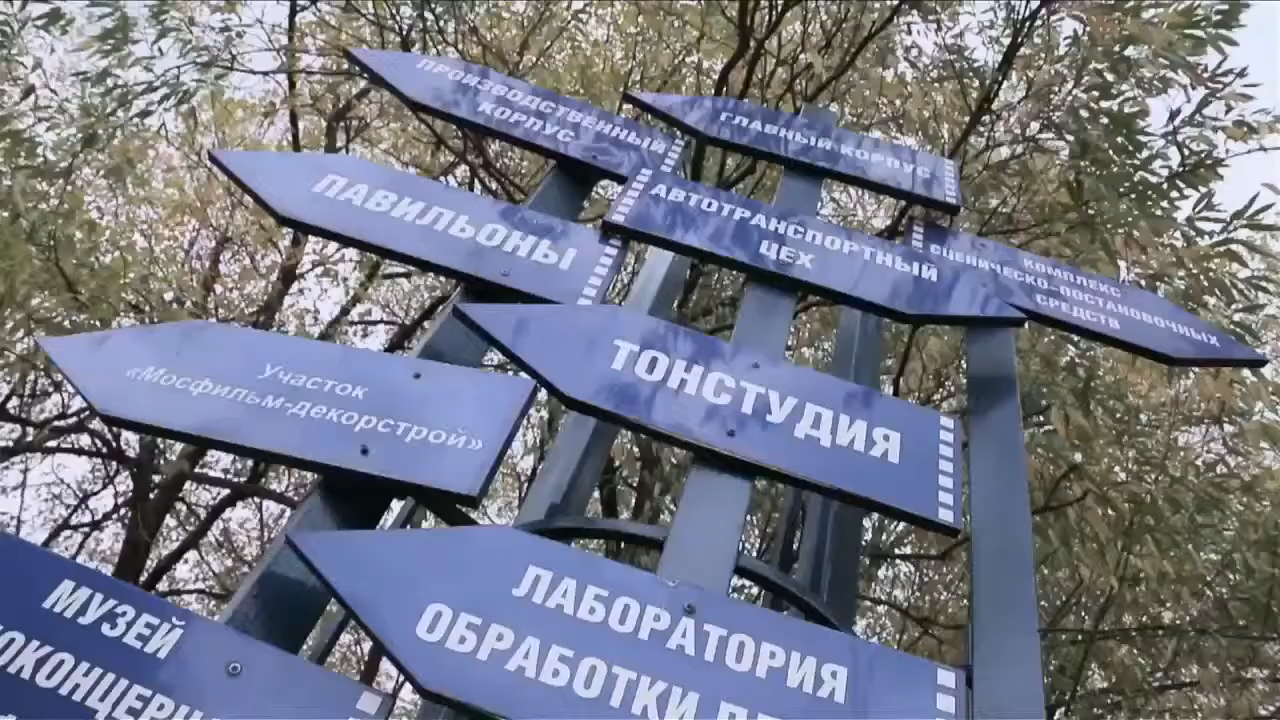 ПРОИЗВОДСТВЕННЫЙ
КОРПУС
ГЛАВНЫЙ КОРПУС
ПАВИЛЬОНЫ
АВТОТРАНСПОРТНЫЙ
ЦЕХ
КОМПЛЕКС
СЦЕНИЧЕСКО-ПОСТАНОВОЧНЫХ
СРЕДСТВ
ТОНСТУДИЯ
Участок
«Мосфильм-декорстрой»
ЛАБОРАТОРИЯ
ОБРАБОТКИ
МУЗЕЙ